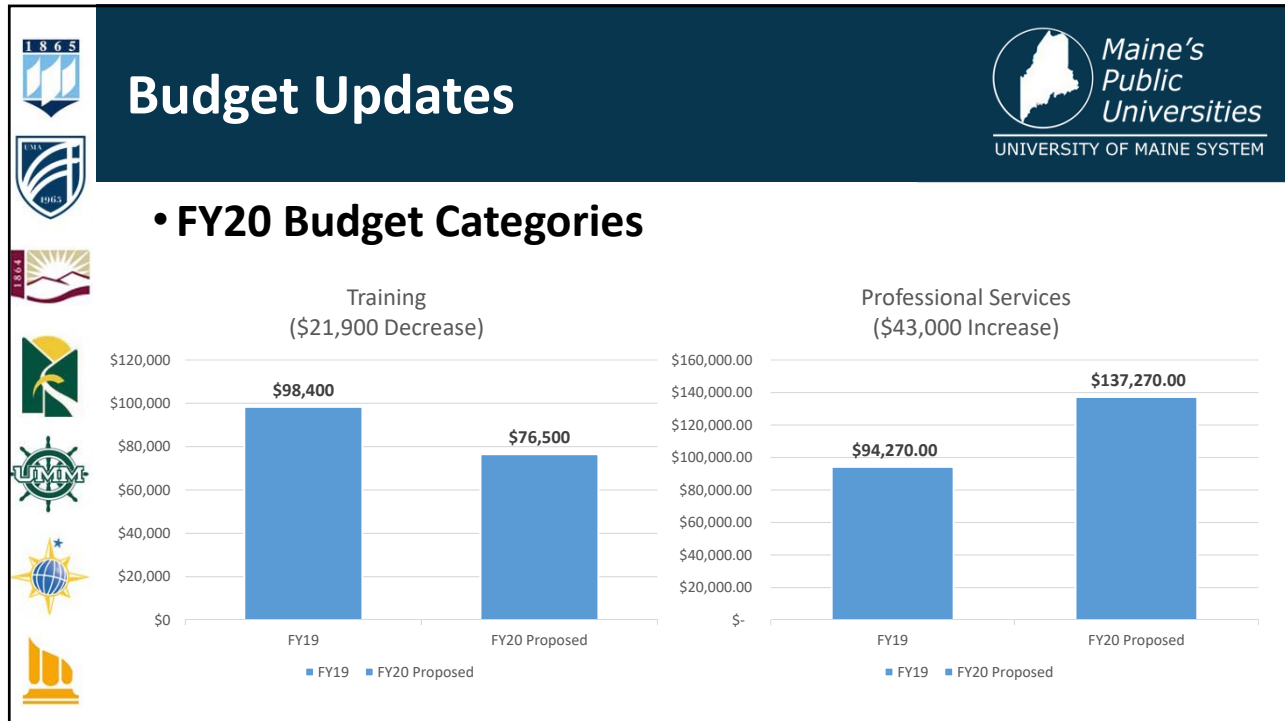 1865
Budget Updates
Maine's
Public
Universities
UNIVERSITY OF MAINE SYSTEM
UMA
1965
1864
UMM
• FY20 Budget Categories
Training
($21,900 Decrease)
$120,000
$100,000
$80,000
$60,000
$40,000
$20,000
$0
$98,400
$76,500
FY19
FY20 Proposed
FY19
FY20 Proposed
Professional Services
($43,000 Increase)
$160,000.00
$140,000.00
$120,000.00
$100,000.00
$80,000.00
$60,000.00
$40,000.00
$20,000.00
$-
$94,270.00
$137,270.00
FY19
FY20 Proposed
FY19
FY20 Proposed